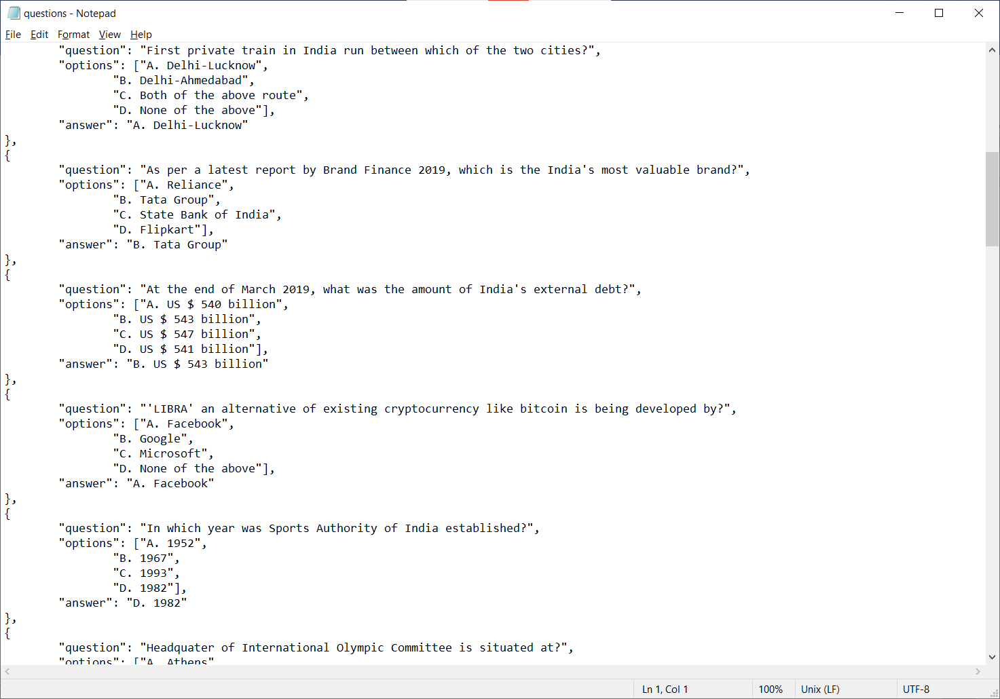 questions - Notepad
File Edit Format View Help
"question": "First private train in India run between which of the two cities?",
"options": ["A. Delhi-Lucknow",
"B. Delhi-Ahmedabad",
"C. Both of the above route",
"D. None of the above"],
"answer": "A. Delhi-Lucknow"
},
{
"question": "As per a latest report by Brand Finance 2019, which is the India's most valuable brand?",
"options": ["A. Reliance",
"B. Tata Group",
"C. State Bank of India",
"D. Flipkart"],
"answer": "B. Tata Group"
},
{
"question": "At the end of March 2019, what was the amount of India's external debt?",
"options": ["A. US $ 540 billion",
"B. US $ 543 billion",
"C. US $ 547 billion",
"D. US $ 541 billion"],
"answer": "B. US $ 543 billion"
},
{
"question": "'LIBRA' an alternative of existing cryptocurrency like bitcoin is being developed by?",
"options": ["A. Facebook",
"B. Google",
"C. Microsoft",
"D. None of the above"],
"answer": "A. Facebook"
},
{
"question": "In which year was Sports Authority of India established?",
"options": ["A. 1952",
"B. 1967",
"C. 1993",
"D. 1982"],
"answer": "D. 1982"
},
{
"question": "Headquater of International Olympic Committee is situated at?",
"options": ["A. Athens"
Ln 1, Col 1 100% Unix (LF) UTF-8